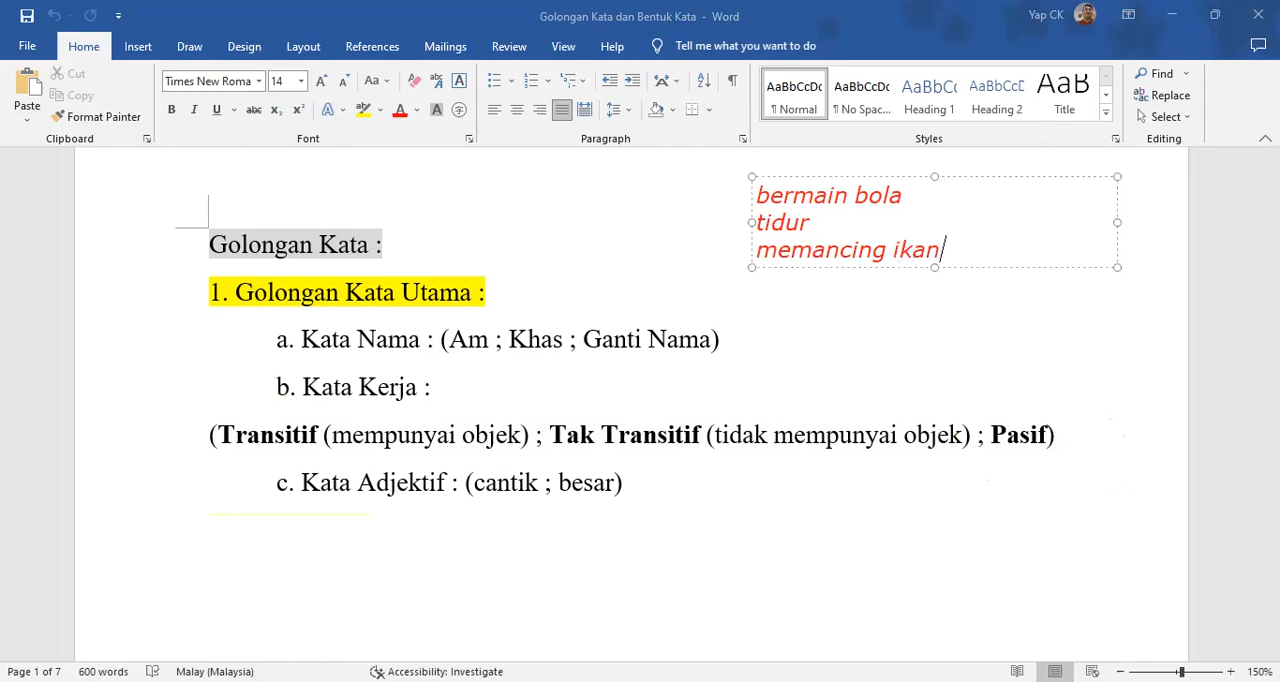 Golongan Kata dan Bentuk Kata - Word
Yap CK
File Home Insert Draw Design Layout References Mailings Review View Help Tell me what you want to do
Paste
Cut
Copy
Format Painter
Clipboard
Times New Roma 14
Font
Paragraph
AaBbCcDc AaBbCcDc AaBbC AaBbCcC AaB
¶ Normal ¶ No Spac... Heading 1 Heading 2 Title
Styles
Find
Replace
Select
Editing
bermain bola
tidur
memancing ikan
Golongan Kata :
1. Golongan Kata Utama :
a. Kata Nama : (Am ; Khas ; Ganti Nama)
b. Kata Kerja :
(Transitif (mempunyai objek) ; Tak Transitif (tidak mempunyai objek) ; Pasif)
c. Kata Adjektif : (cantik ; besar)
Page 1 of 7 600 words Malay (Malaysia) Accessibility: Investigate 150%